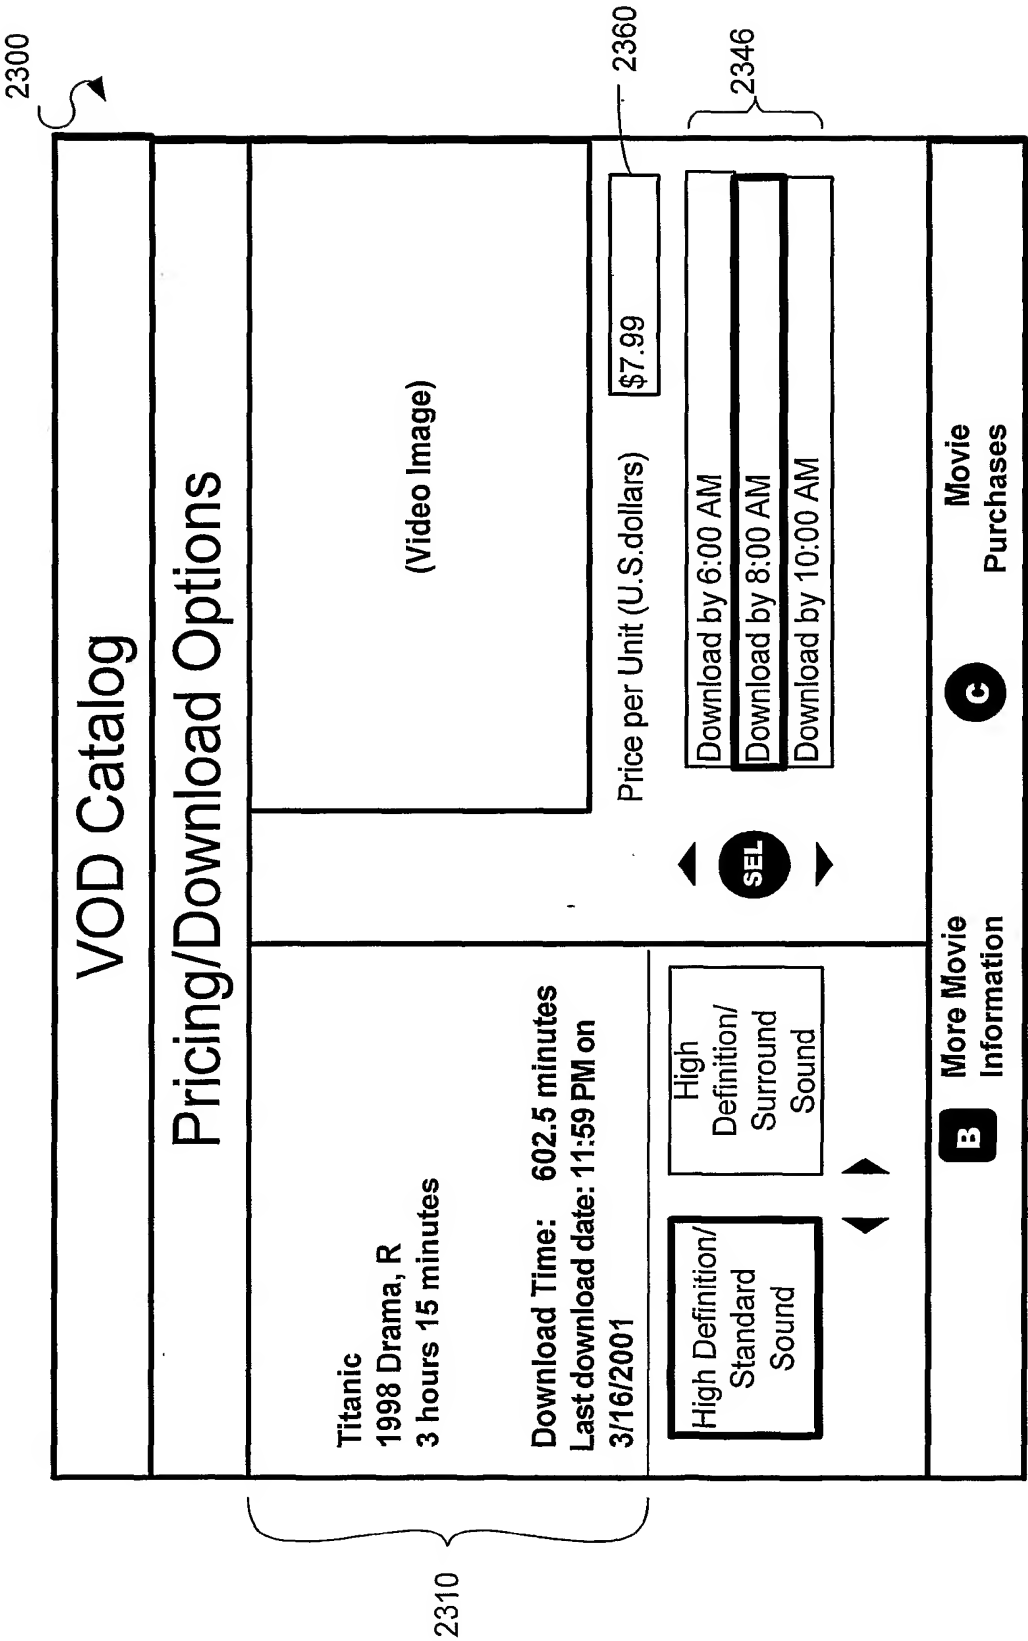 2300
VOD Catalog
Pricing/Download Options
2310
Titanic
1998 Drama, R
3 hours 15 minutes
Download Time: 602.5 minutes
Last download date: 11:59 PM on
3/16/2001
(Video Image)
Price per Unit (U.S.dollars)
$7.99
2360
High Definition/
Standard
Sound
High
Definition/
Surround
Sound
SEL
Download by 6:00 AM
Download by 8:00 AM
Download by 10:00 AM
2346
B
More Movie
Information
C
Movie
Purchases